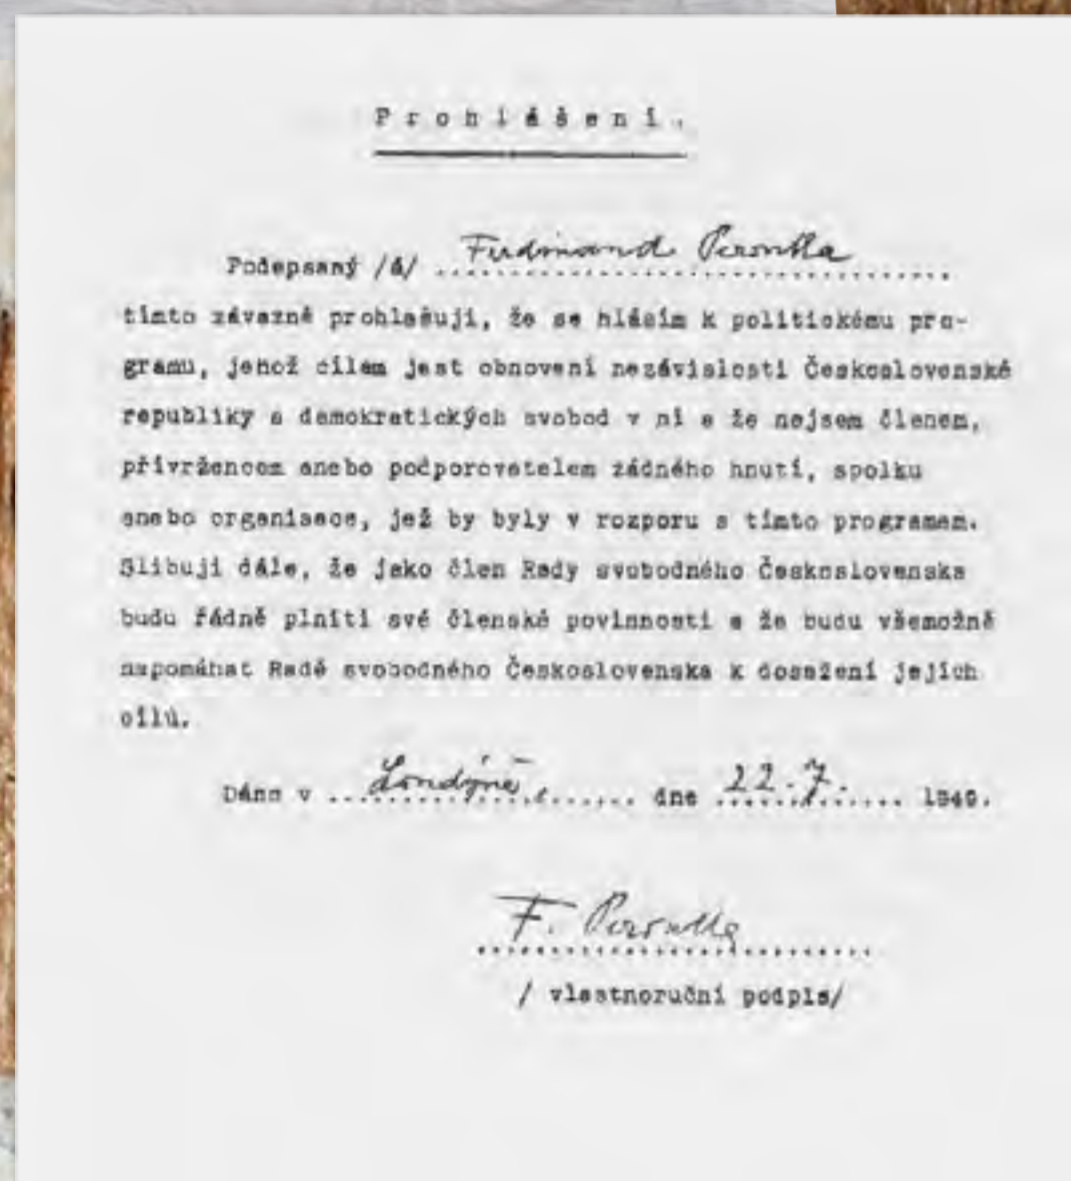 Prohlášení.
Podepsaný /á/ Ferdinand Peroutka
tímto závazně prohlašuji, že se hlásím k politickému pro-
gramu, jehož cílem jest obnovení nezávislosti Československé
republiky a demokratických svobod v ní a že nejsem členem,
přívržencem anebo podporovatelem žádného hnutí, spolku
anebo organisace, jež by byly v rozporu s tímto programem.
Slibuji dále, že jako člen Rady svobodného Československa
budu řádně plniti své členské povinnosti a že budu všemožně
napomáhat Radě svobodného Československa k dosažení jejích
cílů.
Dáno v Londýně dne 22.7. 1949.
F. Peroutka
/ vlastnoruční podpis/